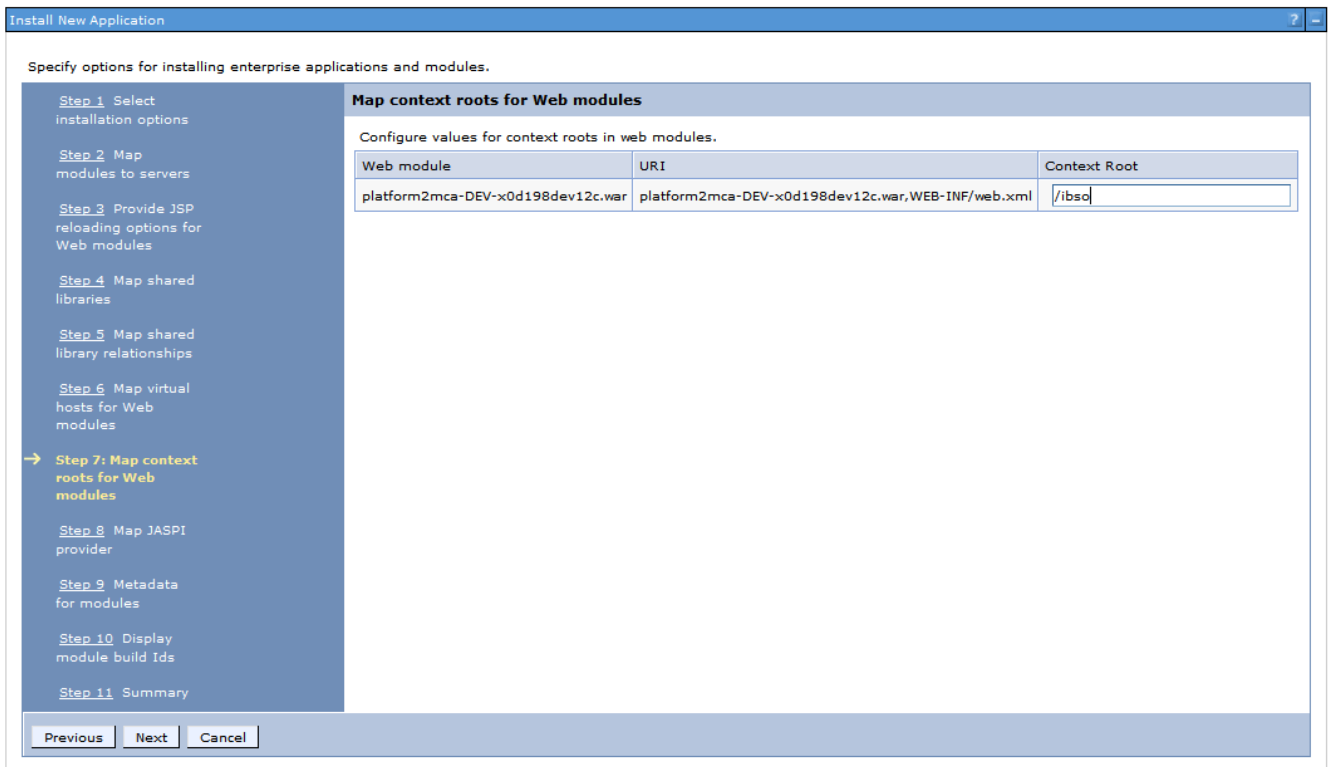 Install New Application
? –
Specify options for installing enterprise applications and modules.
Step 1 Select
installation options
Step 2 Map
modules to servers
Step 3 Provide JSP
reloading options for
Web modules
Step 4 Map shared
libraries
Step 5 Map shared
library relationships
Step 6 Map virtual
hosts for Web
modules
Step 7: Map context
roots for Web
modules
Step 8 Map JASPI
provider
Step 9 Metadata
for modules
Step 10 Display
module build Ids
Step 11 Summary
Map context roots for Web modules
Configure values for context roots in web modules.
Web module URI Context Root
platform2mca-DEV-x0d198dev12c.war platform2mca-DEV-x0d198dev12c.war,WEB-INF/web.xml /ibso
Previous Next Cancel